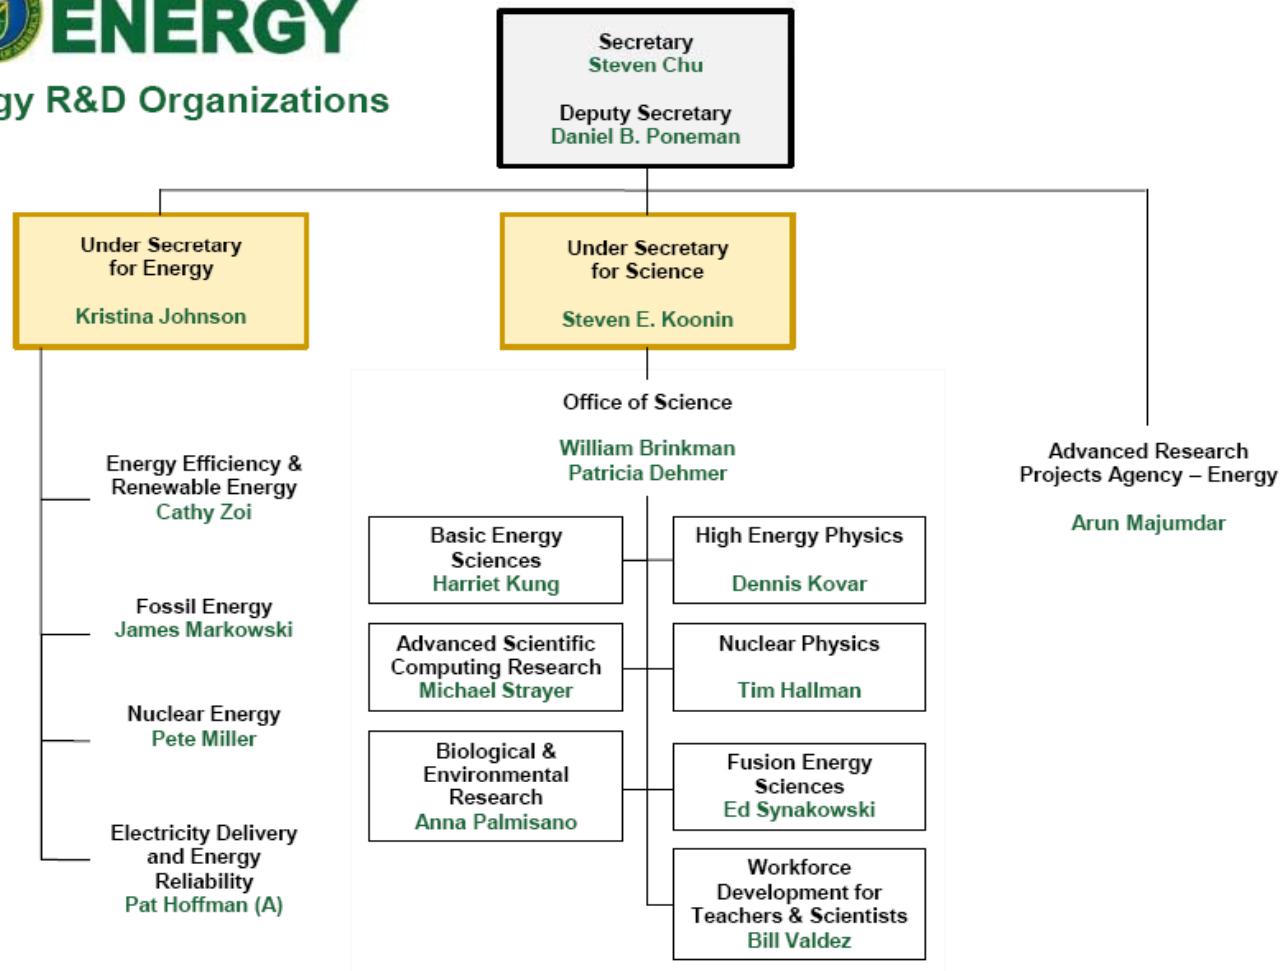 ENERGY
gy R&D Organizations
Secretary
Steven Chu
Deputy Secretary
Daniel B. Poneman
Under Secretary
for Energy
Kristina Johnson
Under Secretary
for Science
Steven E. Koonin
Energy Efficiency &
Renewable Energy
Cathy Zoi
Fossil Energy
James Markowski
Nuclear Energy
Pete Miller
Electricity Delivery
and Energy
Reliability
Pat Hoffman (A)
Office of Science
William Brinkman
Patricia Dehmer
Basic Energy
Sciences
Harriet Kung
High Energy Physics
Dennis Kovar
Advanced Scientific
Computing Research
Michael Strayer
Nuclear Physics
Tim Hallman
Biological &
Environmental
Research
Anna Palmisano
Fusion Energy
Sciences
Ed Synakowski
Workforce
Development for
Teachers & Scientists
Bill Valdez
Advanced Research
Projects Agency – Energy
Arun Majumdar